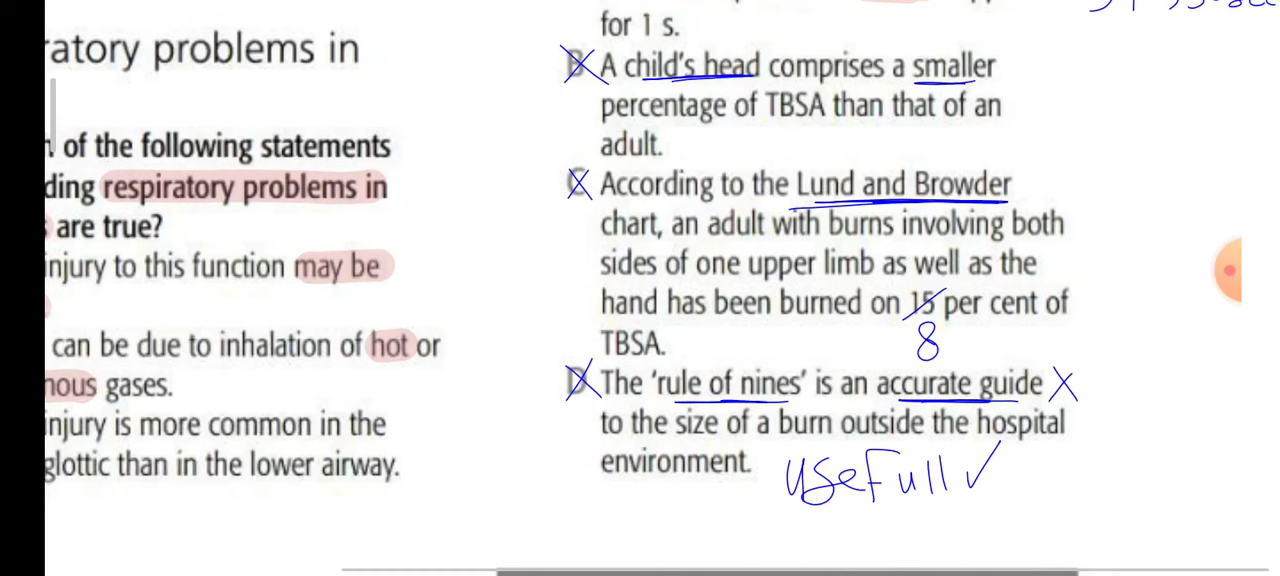 ratory problems in
of the following statements
ding respiratory problems in
are true?
injury to this function may be
can be due to inhalation of hot or
nous gases.
injury is more common in the
glottic than in the lower airway.
for 1 s.
B A child's head comprises a smaller
percentage of TBSA than that of an
adult.
C According to the Lund and Browder
chart, an adult with burns involving both
sides of one upper limb as well as the
hand has been burned on 15 per cent of
8
TBSA.
D The 'rule of nines' is an accurate guide X
to the size of a burn outside the hospital
environment.
useFull ✓